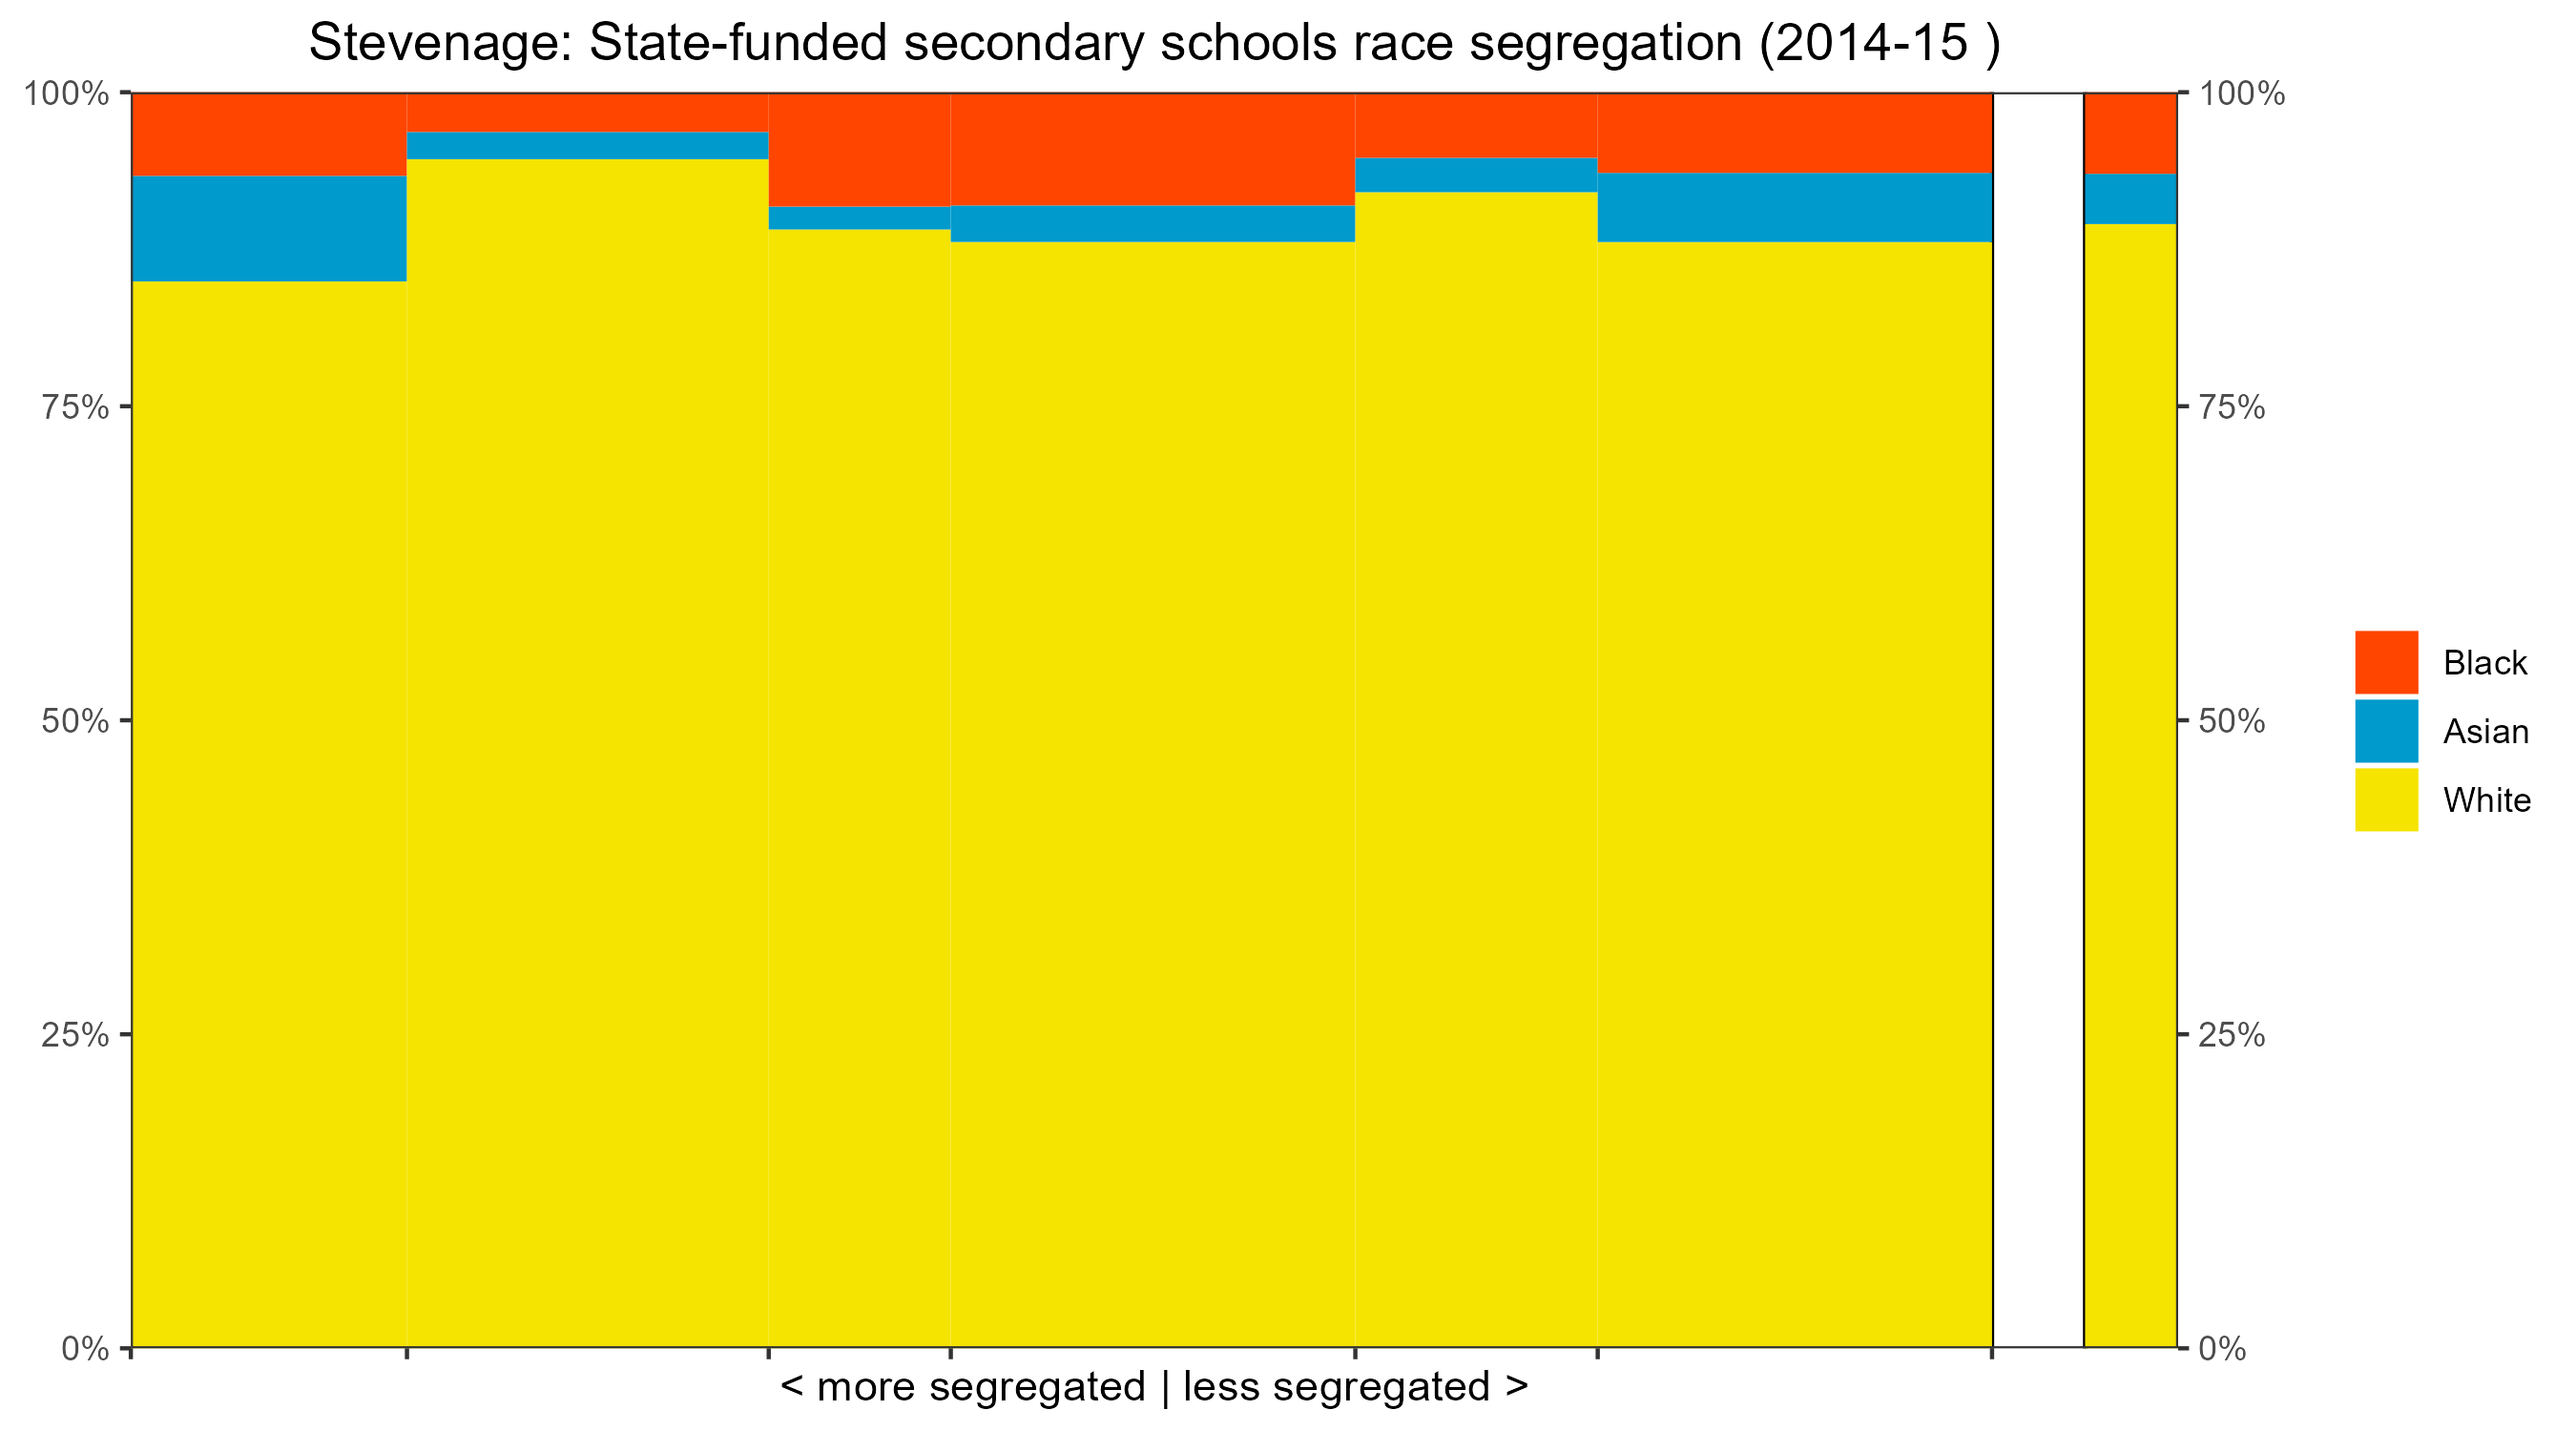 Stevenage: State-funded secondary schools race segregation (2014-15 )
100%
75%
50%
25%
0%
100%
75%
50%
25%
0%
Black
Asian
White
< more segregated | less segregated >